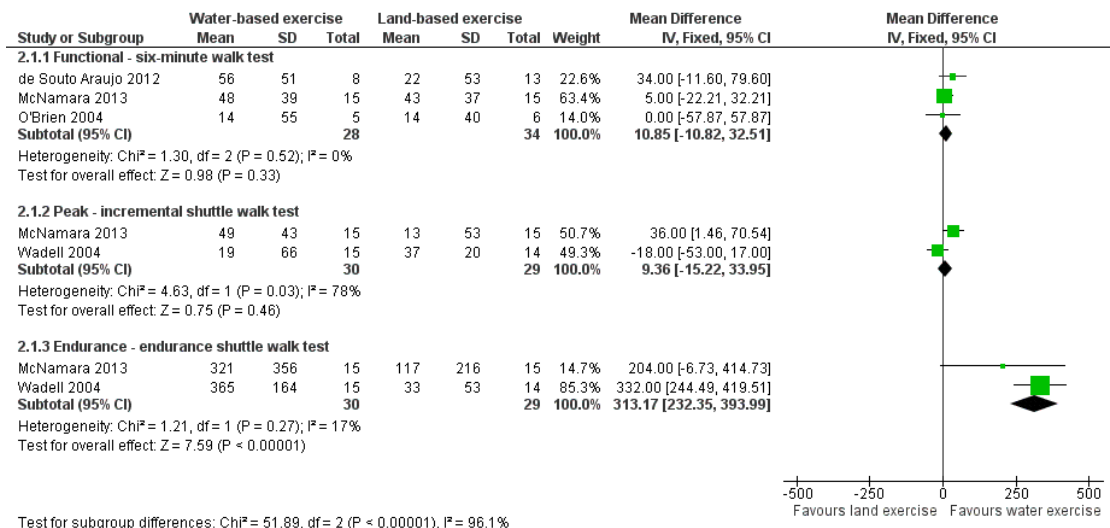 Water-based exercise Land-based exercise Mean Difference Mean Difference
Study or Subgroup Mean SD Total Mean SD Total Weight IV, Fixed, 95% CI IV, Fixed, 95% CI
2.1.1 Functional - six-minute walk test
de Souto Araujo 2012 56 51 8 22 53 13 22.6% 34.00 [-11.60, 79.60]
McNamara 2013 48 39 15 43 37 15 63.4% 5.00 [-22.21, 32.21]
O'Brien 2004 14 55 5 14 40 6 14.0% 0.00 [-57.87, 57.87]
Subtotal (95% CI) 28 34 100.0% 10.85 [-10.82, 32.51]
Heterogeneity: Chi² = 1.30, df = 2 (P = 0.52); I² = 0%
Test for overall effect: Z = 0.98 (P = 0.33)
2.1.2 Peak - incremental shuttle walk test
McNamara 2013 49 43 15 13 53 15 50.7% 36.00 [1.46, 70.54]
Wadell 2004 19 66 15 37 20 14 49.3% -18.00 [-53.00, 17.00]
Subtotal (95% CI) 30 29 100.0% 9.36 [-15.22, 33.95]
Heterogeneity: Chi² = 4.63, df = 1 (P = 0.03); I² = 78%
Test for overall effect: Z = 0.75 (P = 0.46)
2.1.3 Endurance - endurance shuttle walk test
McNamara 2013 321 356 15 117 216 15 14.7% 204.00 [-6.73, 414.73]
Wadell 2004 365 164 15 33 53 14 85.3% 332.00 [244.49, 419.51]
Subtotal (95% CI) 30 29 100.0% 313.17 [232.35, 393.99]
Heterogeneity: Chi² = 1.21, df = 1 (P = 0.27); I² = 17%
Test for overall effect: Z = 7.59 (P < 0.00001)
-500 -250 0 250 500
Favours land exercise Favours water exercise
Test for subgroup differences: Chi² = 51.89, df = 2 (P < 0.00001), I² = 96.1%